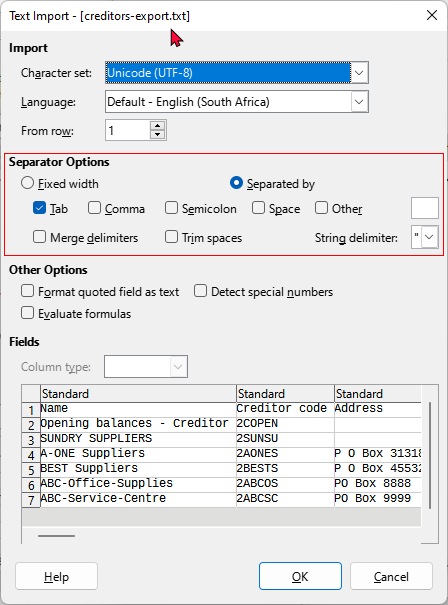 Text Import - [creditors-export.txt]
Import
Character set: Unicode (UTF-8)
Language: Default - English (South Africa)
From row: 1
Separator Options
Fixed width Separated by
Tab Comma Semicolon Space Other
Merge delimiters Trim spaces String delimiter: "
Other Options
Format quoted field as text Detect special numbers
Evaluate formulas
Fields
Column type:
Standard Standard Standard
1 Name Creditor code Address
2 Opening balances - Creditor 2COPEN
3 SUNDRY SUPPLIERS 2SUNSU
4 A-ONE Suppliers 2AONES P O Box 31318
5 BEST Suppliers 2BESTS P O Box 45532
6 ABC-Office-Supplies 2ABCOS PO Box 8888
7 ABC-Service-Centre 2ABCSC PO Box 9999
Help OK Cancel